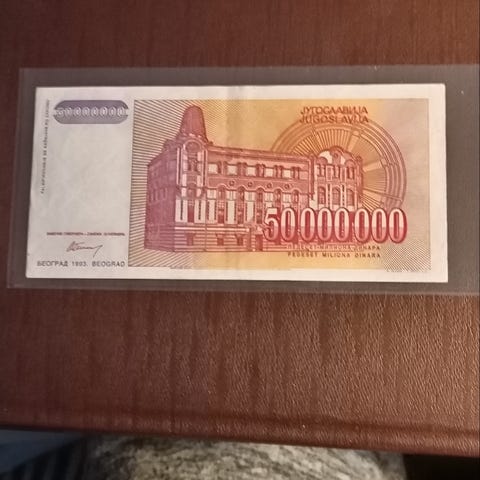 50000000
ЈУГОСЛАВИЈА
JUGOSLAVIJA
50000000
ПЕДЕСЕТ МИЛИОНА ДИНАРА
PEDESET MILIONA DINARA
БЕОГРАД 1993. BEOGRAD